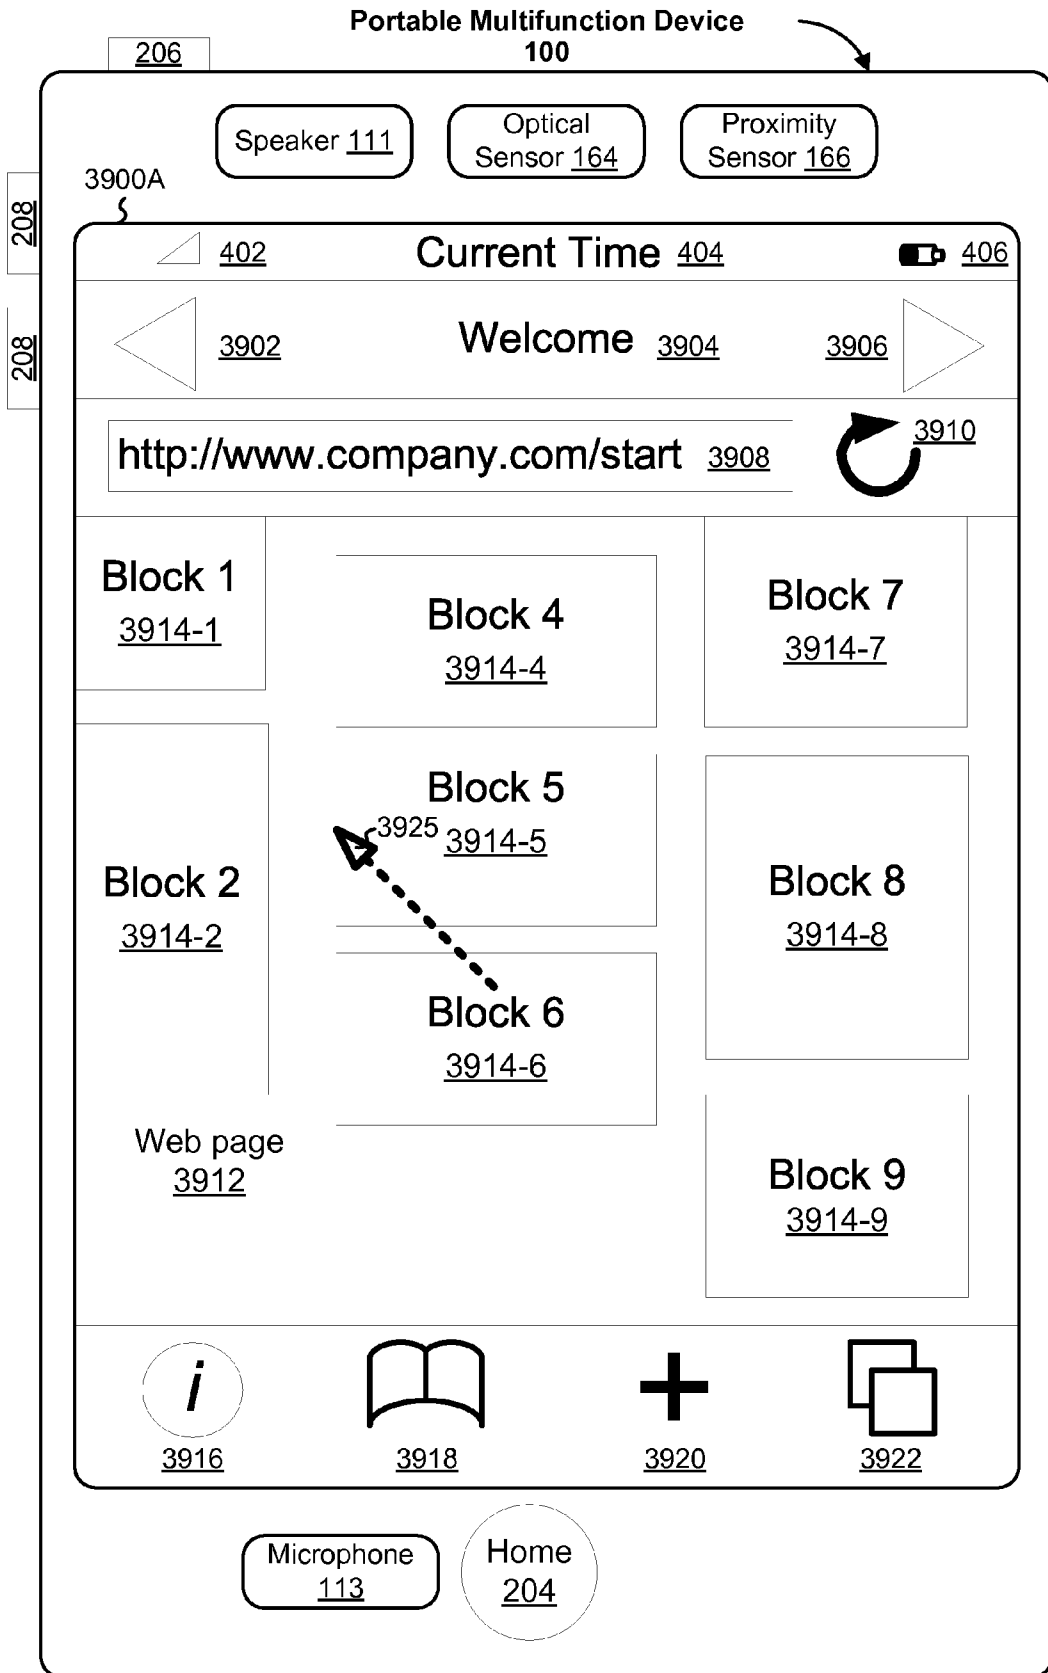 Portable Multifunction Device
100
206
Speaker 111
Optical
Sensor 164
Proximity
Sensor 166
3900A
208
208
402
Current Time 404
406
3902
Welcome 3904
3906
http://www.company.com/start 3908
3910
Block 1
3914-1
Block 4
3914-4
Block 7
3914-7
Block 2
3914-2
Block 5
3914-5
3925
Block 8
3914-8
Block 6
3914-6
Web page
3912
Block 9
3914-9
i
3916
3918
3920
3922
Microphone
113
Home
204